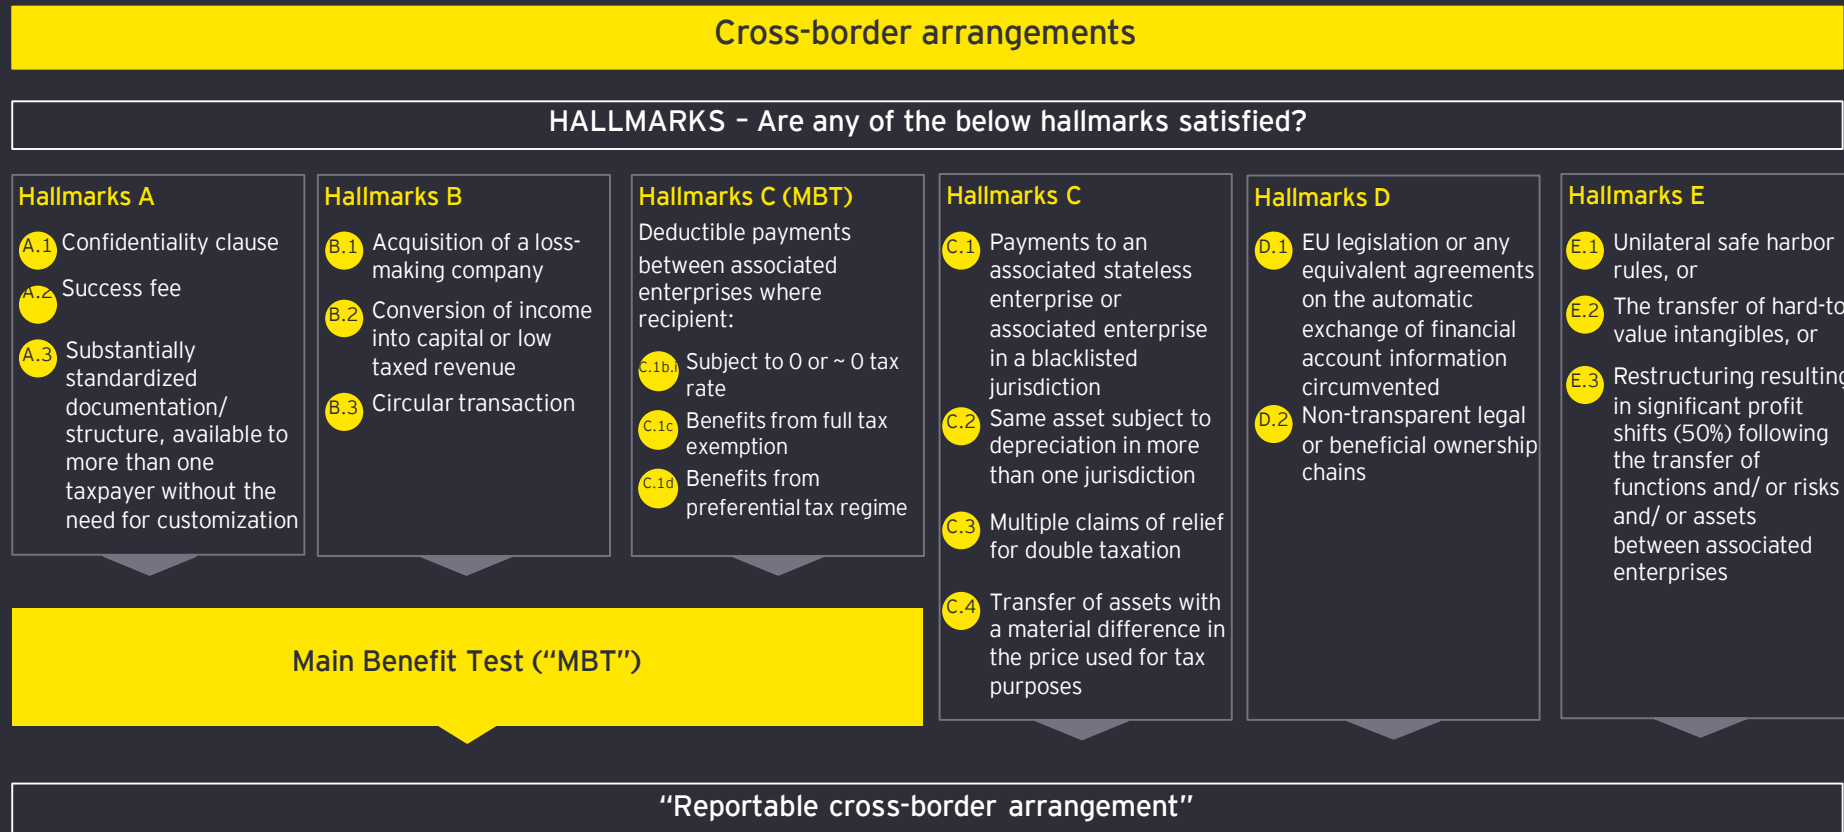 Cross-border arrangements
HALLMARKS – Are any of the below hallmarks satisfied?
Hallmarks A
A.1 Confidentiality clause
A.2 Success fee
A.3 Substantially
standardized
documentation/
structure, available to
more than one
taxpayer without the
need for customization
Hallmarks B
B.1 Acquisition of a loss-
making company
B.2 Conversion of income
into capital or low
taxed revenue
B.3 Circular transaction
Hallmarks C (MBT)
Deductible payments
between associated
enterprises where
recipient:
C.1b.i Subject to 0 or ~ 0 tax
rate
C.1c Benefits from full tax
exemption
C.1d Benefits from
preferential tax regime
Main Benefit Test (“MBT”)
Hallmarks C
C.1 Payments to an
associated stateless
enterprise or
associated enterprise
in a blacklisted
jurisdiction
C.2 Same asset subject to
depreciation in more
than one jurisdiction
C.3 Multiple claims of relief
for double taxation
C.4 Transfer of assets with
a material difference in
the price used for tax
purposes
Hallmarks D
D.1 EU legislation or any
equivalent agreements
on the automatic
exchange of financial
account information
circumvented
D.2 Non-transparent legal
or beneficial ownership
chains
Hallmarks E
E.1 Unilateral safe harbor
rules, or
E.2 The transfer of hard-to
value intangibles, or
E.3 Restructuring resulting
in significant profit
shifts (50%) following
the transfer of
functions and/ or risks
and/ or assets
between associated
enterprises
“Reportable cross-border arrangement”